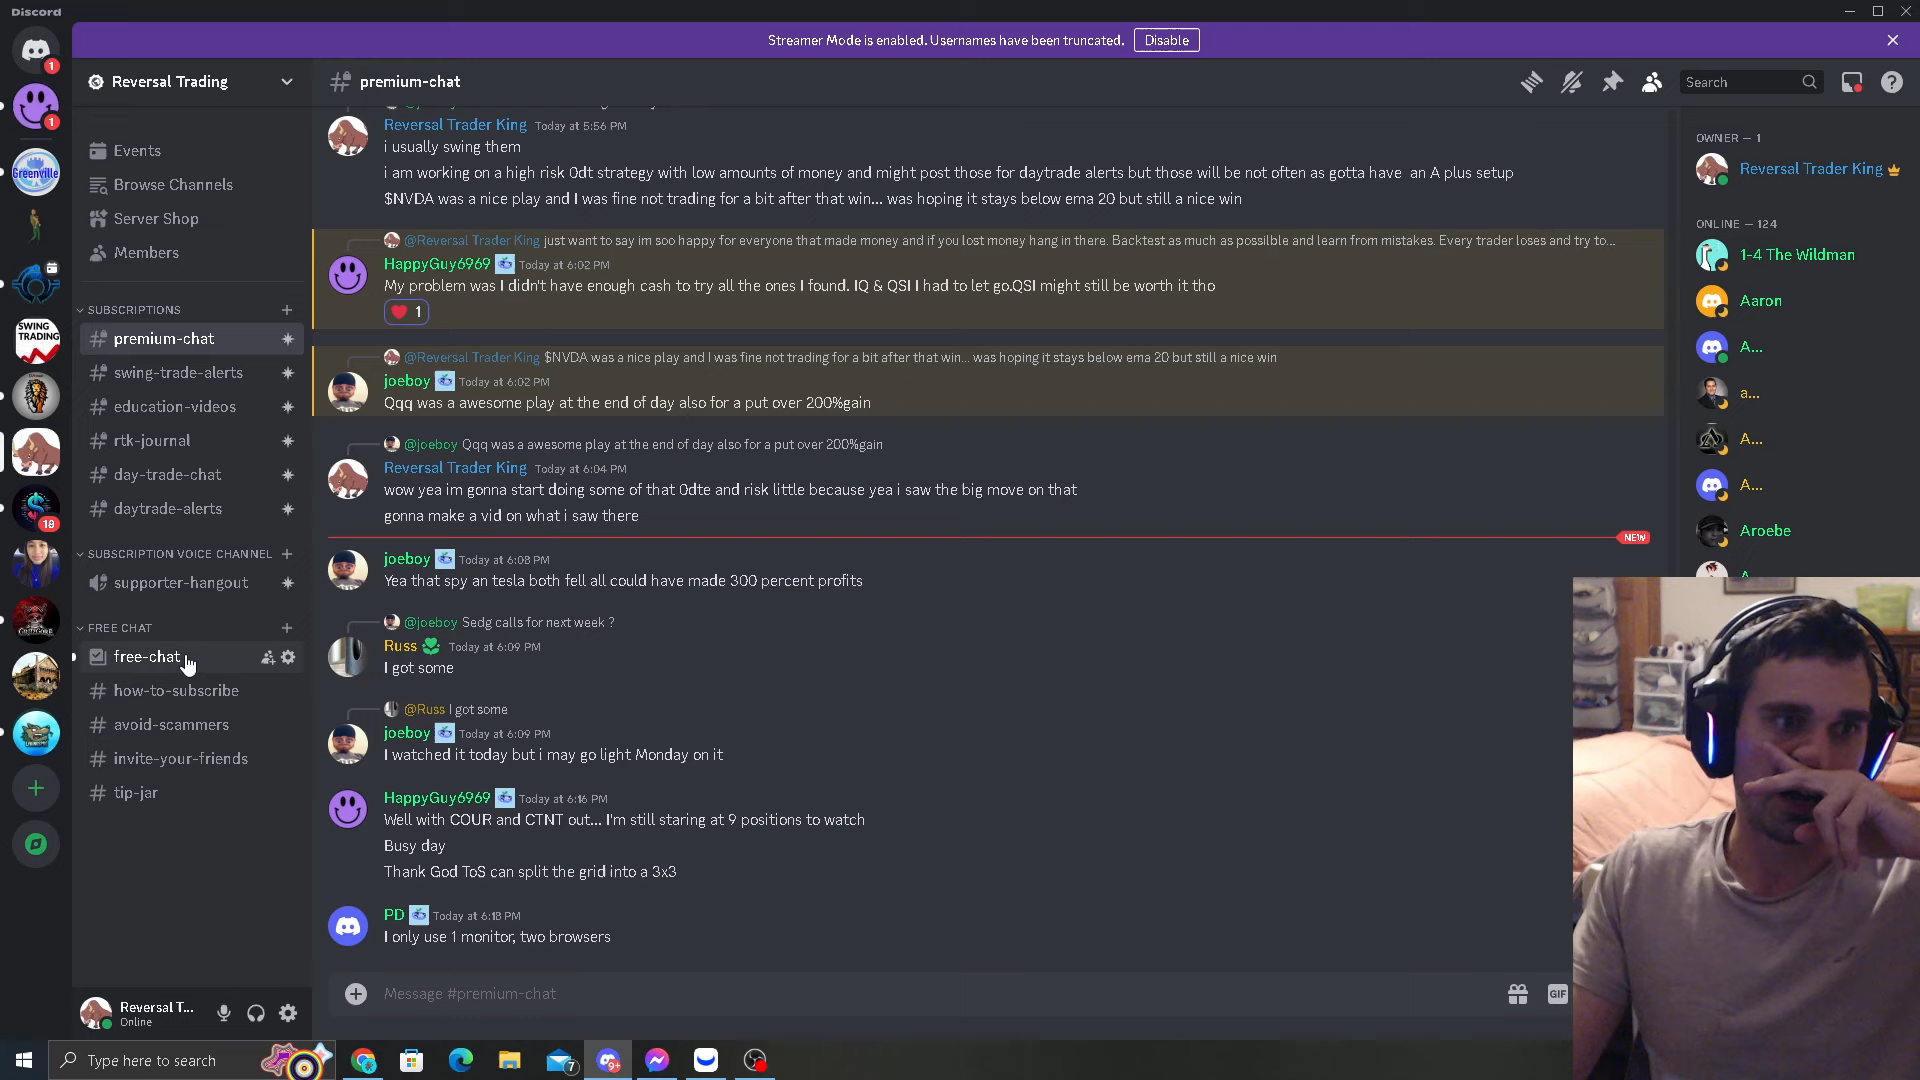 Discord
Streamer Mode is enabled. Usernames have been truncated.
Disable
1
1
Greenville
SWING
TRADING
18
Reversal Trading
Events
Browse Channels
Server Shop
Members
SUBSCRIPTIONS
premium-chat
swing-trade-alerts
education-videos
rtk-journal
day-trade-chat
daytrade-alerts
SUBSCRIPTION VOICE CHANNEL
supporter-hangout
FREE CHAT
free-chat
how-to-subscribe
avoid-scammers
invite-your-friends
tip-jar
Reversal T...
Online
premium-chat
Search
Reversal Trader King Today at 5:56 PM
i usually swing them
i am working on a high risk 0dt strategy with low amounts of money and might post those for daytrade alerts but those will be not often as gotta have an A plus setup
$NVDA was a nice play and I was fine not trading for a bit after that win... was hoping it stays below ema 20 but still a nice win
@Reversal Trader King just want to say im soo happy for everyone that made money and if you lost money hang in there. Backtest as much as possilble and learn from mistakes. Every trader loses and try to...
HappyGuy6969 Today at 6:02 PM
My problem was I didn't have enough cash to try all the ones I found. IQ & QSI I had to let go.QSI might still be worth it tho
1
@Reversal Trader King $NVDA was a nice play and I was fine not trading for a bit after that win... was hoping it stays below ema 20 but still a nice win
joeboy Today at 6:02 PM
Qqq was a awesome play at the end of day also for a put over 200%gain
@joeboy Qqq was a awesome play at the end of day also for a put over 200%gain
Reversal Trader King Today at 6:04 PM
wow yea im gonna start doing some of that 0dte and risk little because yea i saw the big move on that
gonna make a vid on what i saw there
NEW
joeboy Today at 6:08 PM
Yea that spy an tesla both fell all could have made 300 percent profits
@joeboy Sedg calls for next week ?
Russ Today at 6:09 PM
I got some
@Russ I got some
joeboy Today at 6:09 PM
I watched it today but i may go light Monday on it
HappyGuy6969 Today at 6:16 PM
Well with COUR and CTNT out... I'm still staring at 9 positions to watch
Busy day
Thank God ToS can split the grid into a 3x3
PD Today at 6:18 PM
I only use 1 monitor, two browsers
Message #premium-chat
GIF
OWNER — 1
Reversal Trader King
ONLINE — 124
1-4 The Wildman
Aaron
A...
a...
A...
A...
Aroebe
Type here to search
7
9+